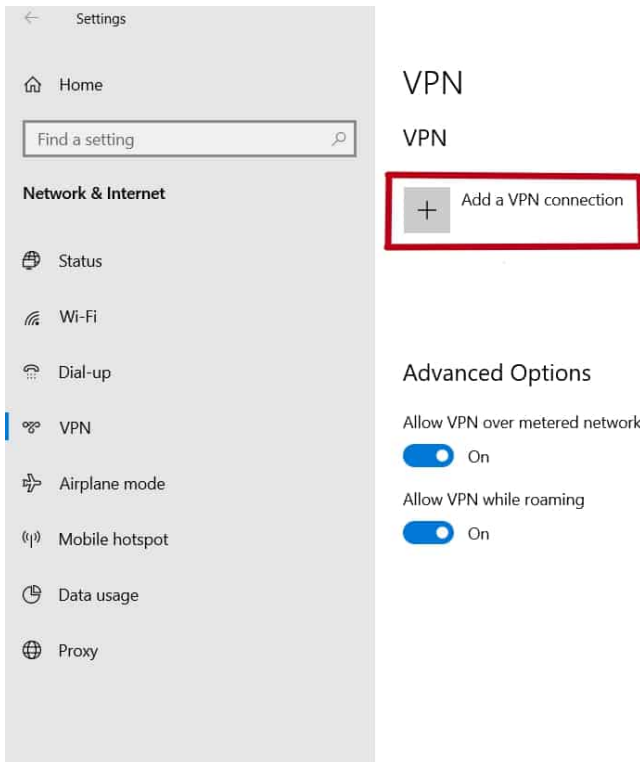 Settings
Home
Find a setting
Network & Internet
Status
Wi-Fi
Dial-up
VPN
Airplane mode
Mobile hotspot
Data usage
Proxy
VPN
VPN
Add a VPN connection
Advanced Options
Allow VPN over metered network
On
Allow VPN while roaming
On